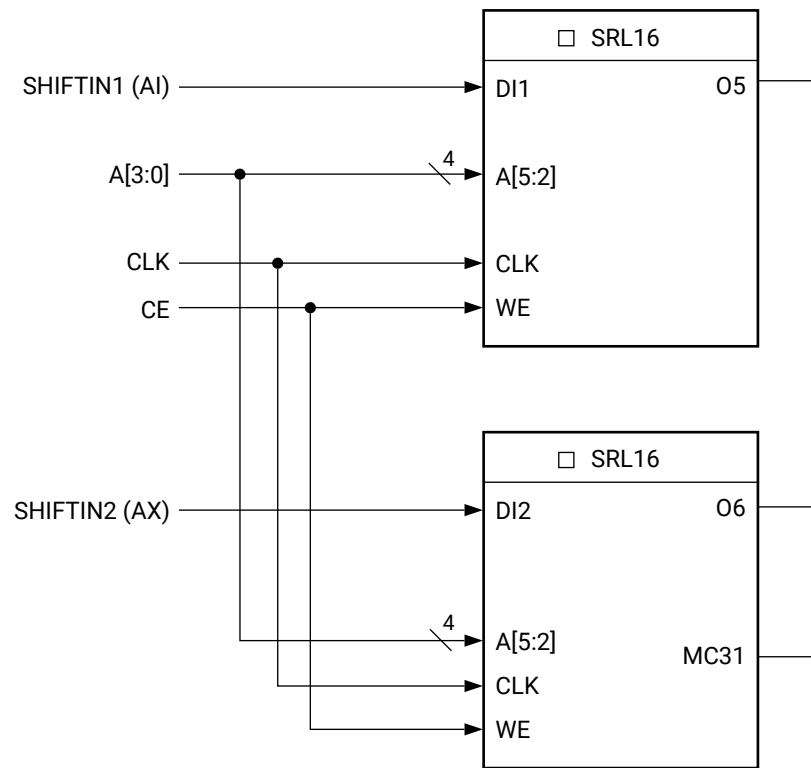 □ SRL16
SHIFTIN1 (AI)
DI1
O5
A[3:0]
4
A[5:2]
CLK
CLK
CE
WE
□ SRL16
SHIFTIN2 (AX)
DI2
O6
4
A[5:2]
MC31
CLK
WE